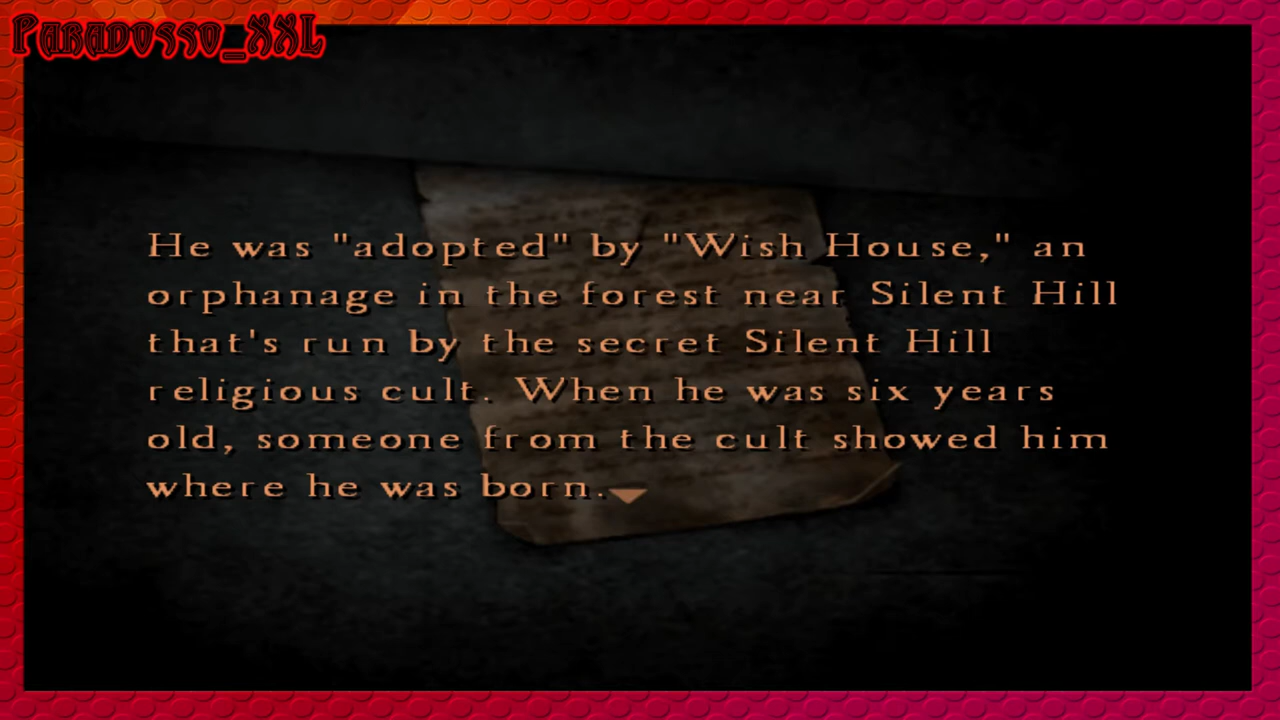 Paradosso_XXL
He was "adopted" by "Wish House," an
orphanage in the forest near Silent Hill
that's run by the secret Silent Hill
religious cult. When he was six years
old, someone from the cult showed him
where he was born.